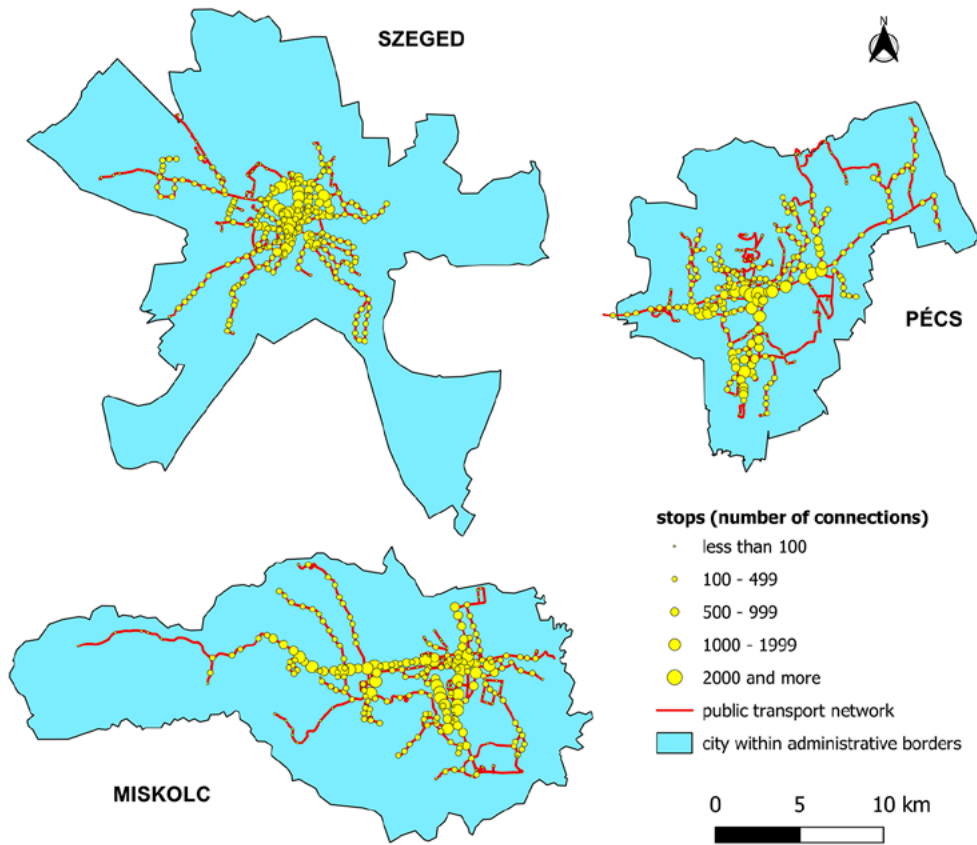 SZEGED
N
PÉCS
stops (number of connections)
less than 100
100 - 499
500 - 999
1000 - 1999
2000 and more
public transport network
city within administrative borders
MISKOLC
0 5 10 km